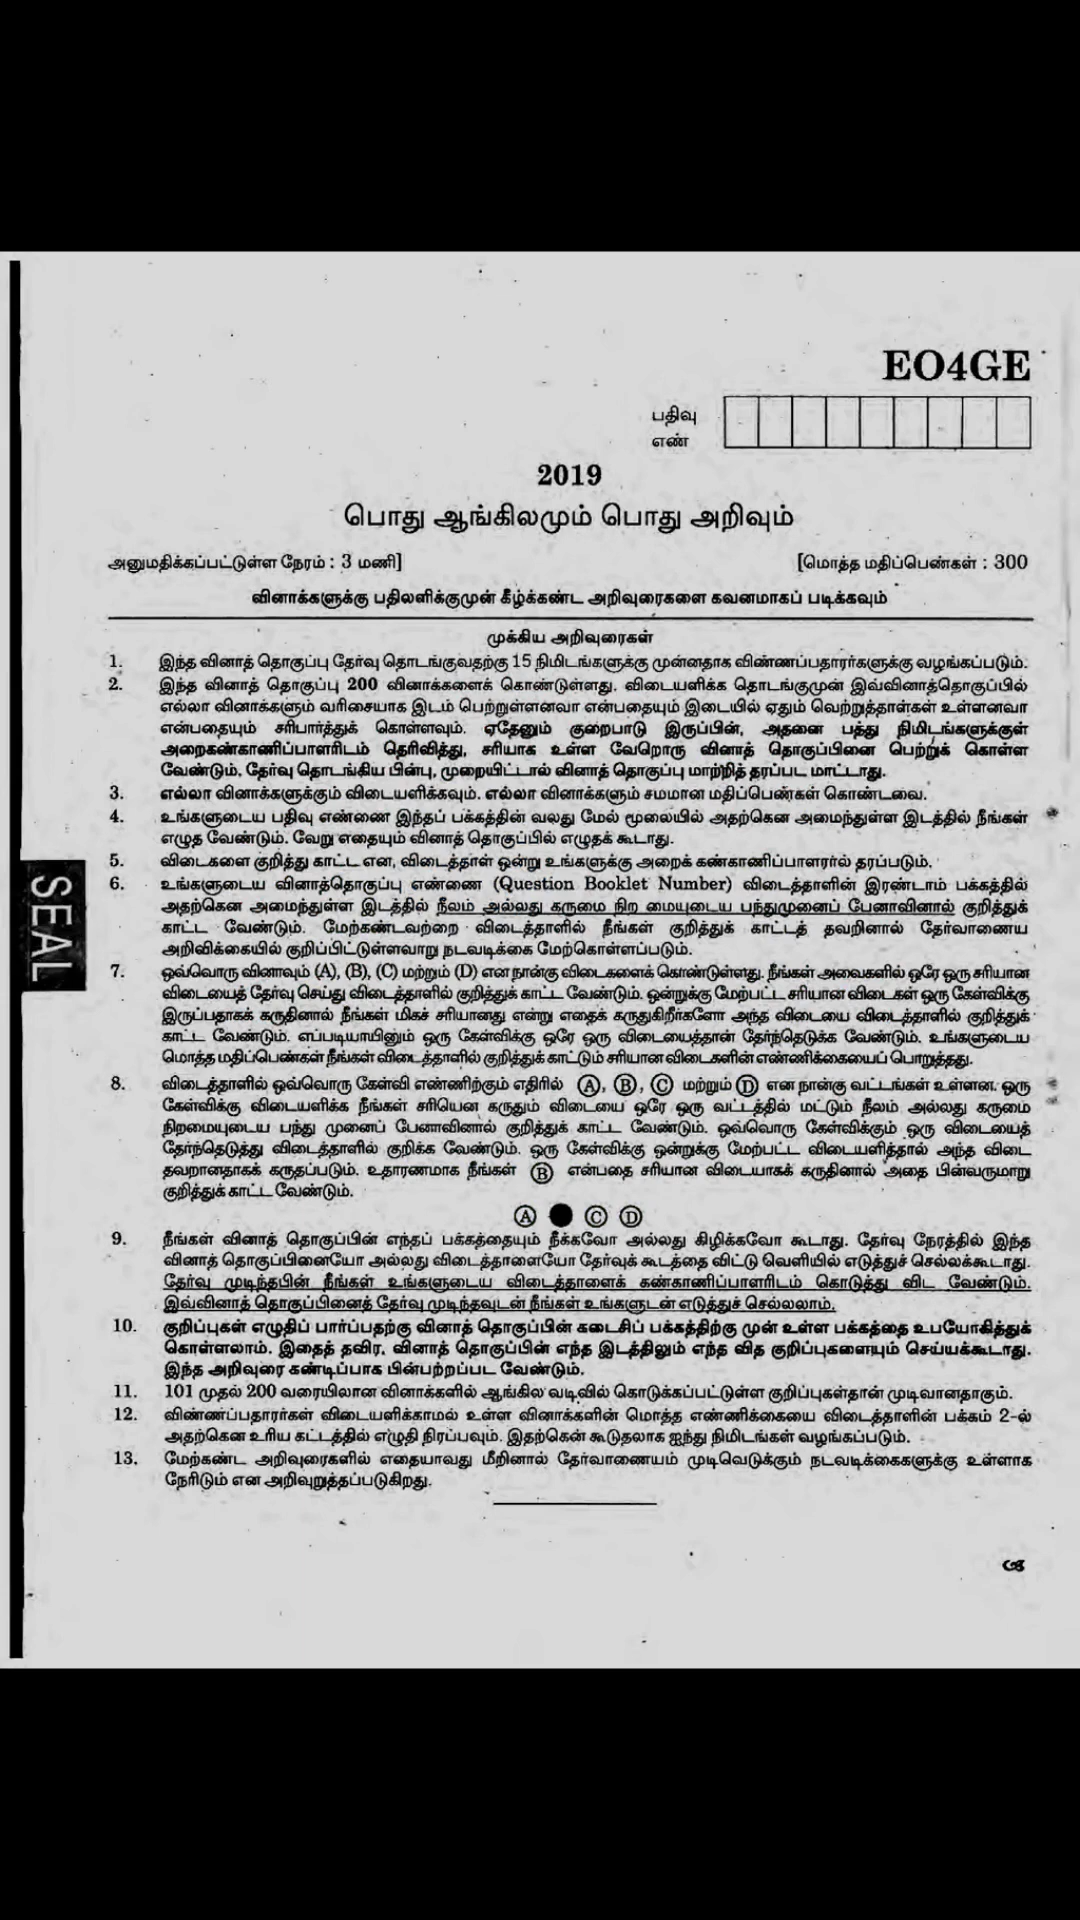 EO4GE
பதிவு
எண்
2019
பொது ஆங்கிலமும் பொது அறிவும்
அனுமதிக்கப்பட்டுள்ள நேரம் : 3 மணி]
[மொத்த மதிப்பெண்கள் : 300
வினாக்களுக்கு பதிலளிக்குமுன் கீழ்க்கண்ட அறிவுரைகளை கவனமாகப் படிக்கவும்
முக்கிய அறிவுரைகள்
1. இந்த வினாத் தொகுப்பு தேர்வு தொடங்குவதற்கு 15 நிமிடங்களுக்கு முன்னதாக விண்ணப்பதாரர்களுக்கு வழங்கப்படும்.
2. இந்த வினாத் தொகுப்பு 200 வினாக்களைக் கொண்டுள்ளது. விடையளிக்க தொடங்குமுன் இவ்வினாத்தொகுப்பில்
எல்லா வினாக்களும் வரிசையாக இடம் பெற்றுள்ளனவா என்பதையும் இடையில் ஏதும் வெற்றுத்தாள்கள் உள்ளனவா
என்பதையும் சரிபார்த்துக் கொள்ளவும். ஏதேனும் குறைபாடு இருப்பின், அதனை பத்து நிமிடங்களுக்குள்
அறைகண்காணிப்பாளரிடம் தெரிவித்து, சரியாக உள்ள வேறொரு வினாத் தொகுப்பினை பெற்றுக் கொள்ள
வேண்டும். தேர்வு தொடங்கிய பின்பு, முறையிட்டால் வினாத் தொகுப்பு மாற்றித் தரப்பட மாட்டாது.
3. எல்லா வினாக்களுக்கும் விடையளிக்கவும். எல்லா வினாக்களும் சமமான மதிப்பெண்கள் கொண்டவை.
4. உங்களுடைய பதிவு எண்ணை இந்தப் பக்கத்தின் வலது மேல் மூலையில் அதற்கென அமைந்துள்ள இடத்தில் நீங்கள்
எழுத வேண்டும். வேறு எதையும் வினாத் தொகுப்பில் எழுதக் கூடாது.
5. விடைகளை குறித்து காட்ட என, விடைத்தாள் ஒன்று உங்களுக்கு அறைக் கண்காணிப்பாளரால் தரப்படும்.
6. உங்களுடைய வினாத்தொகுப்பு எண்ணை (Question Booklet Number) விடைத்தாளின் இரண்டாம் பக்கத்தில்
அதற்கென அமைந்துள்ள இடத்தில் நீலம் அல்லது கருமை நிற மையுடைய பந்துமுனைப் பேனாவினால் குறித்துக்
காட்ட வேண்டும். மேற்கண்டவற்றை விடைத்தாளில் நீங்கள் குறித்துக் காட்டத் தவறினால் தேர்வாணைய
அறிவிக்கையில் குறிப்பிட்டுள்ளவாறு நடவடிக்கை மேற்கொள்ளப்படும்.
7. ஒவ்வொரு வினாவும் (A), (B), (C) மற்றும் (D) என நான்கு விடைகளைக் கொண்டுள்ளது. நீங்கள் அவைகளில் ஒரே ஒரு சரியான
விடையைத் தேர்வு செய்து விடைத்தாளில் குறித்துக் காட்ட வேண்டும். ஒன்றுக்கு மேற்பட்ட சரியான விடைகள் ஒரு கேள்விக்கு
இருப்பதாகக் கருதினால் நீங்கள் மிகச் சரியானது என்று எதைக் கருதுகிறீர்களோ அந்த விடையை விடைத்தாளில் குறித்துக்
காட்ட வேண்டும். எப்படியாயினும் ஒரு கேள்விக்கு ஒரே ஒரு விடையைத்தான் தேர்ந்தெடுக்க வேண்டும். உங்களுடைய
மொத்த மதிப்பெண்கள் நீங்கள் விடைத்தாளில் குறித்துக் காட்டும் சரியான விடைகளின் எண்ணிக்கையைப் பொறுத்தது.
8. விடைத்தாளில் ஒவ்வொரு கேள்வி எண்ணிற்கும் எதிரில் Ⓐ, Ⓑ, Ⓒ மற்றும் Ⓓ என நான்கு வட்டங்கள் உள்ளன. ஒரு
கேள்விக்கு விடையளிக்க நீங்கள் சரியென கருதும் விடையை ஒரே ஒரு வட்டத்தில் மட்டும் நீலம் அல்லது கருமை
நிறமையுடைய பந்து முனைப் பேனாவினால் குறித்துக் காட்ட வேண்டும். ஒவ்வொரு கேள்விக்கும் ஒரு விடையைத்
தேர்ந்தெடுத்து விடைத்தாளில் குறிக்க வேண்டும். ஒரு கேள்விக்கு ஒன்றுக்கு மேற்பட்ட விடையளித்தால் அந்த விடை
தவறானதாகக் கருதப்படும். உதாரணமாக நீங்கள் Ⓑ என்பதை சரியான விடையாகக் கருதினால் அதை பின்வருமாறு
குறித்துக் காட்ட வேண்டும்.
Ⓐ ● Ⓒ Ⓓ
9. நீங்கள் வினாத் தொகுப்பின் எந்தப் பக்கத்தையும் நீக்கவோ அல்லது கிழிக்கவோ கூடாது. தேர்வு நேரத்தில் இந்த
வினாத் தொகுப்பினையோ அல்லது விடைத்தாளையோ தேர்வுக் கூடத்தை விட்டு வெளியில் எடுத்துச் செல்லக்கூடாது.
தேர்வு முடிந்தபின் நீங்கள் உங்களுடைய விடைத்தாளைக் கண்காணிப்பாளரிடம் கொடுத்து விட வேண்டும்.
இவ்வினாத் தொகுப்பினைத் தேர்வு முடிந்தவுடன் நீங்கள் உங்களுடன் எடுத்துச் செல்லலாம்.
10. குறிப்புகள் எழுதிப் பார்ப்பதற்கு வினாத் தொகுப்பின் கடைசிப் பக்கத்திற்கு முன் உள்ள பக்கத்தை உபயோகித்துக்
கொள்ளலாம். இதைத் தவிர, வினாத் தொகுப்பின் எந்த இடத்திலும் எந்த வித குறிப்புகளையும் செய்யக்கூடாது.
இந்த அறிவுரை கண்டிப்பாக பின்பற்றப்பட வேண்டும்.
11. 101 முதல் 200 வரையிலான வினாக்களில் ஆங்கில வடிவில் கொடுக்கப்பட்டுள்ள குறிப்புகள்தான் முடிவானதாகும்.
12. விண்ணப்பதாரர்கள் விடையளிக்காமல் உள்ள வினாக்களின் மொத்த எண்ணிக்கையை விடைத்தாளின் பக்கம் 2-ல்
அதற்கென உரிய கட்டத்தில் எழுதி நிரப்பவும். இதற்கென் கூடுதலாக ஐந்து நிமிடங்கள் வழங்கப்படும்.
13. மேற்கண்ட அறிவுரைகளில் எதையாவது மீறினால் தேர்வாணையம் முடிவெடுக்கும் நடவடிக்கைகளுக்கு உள்ளாக
நேரிடும் என அறிவுறுத்தப்படுகிறது.
SEAL